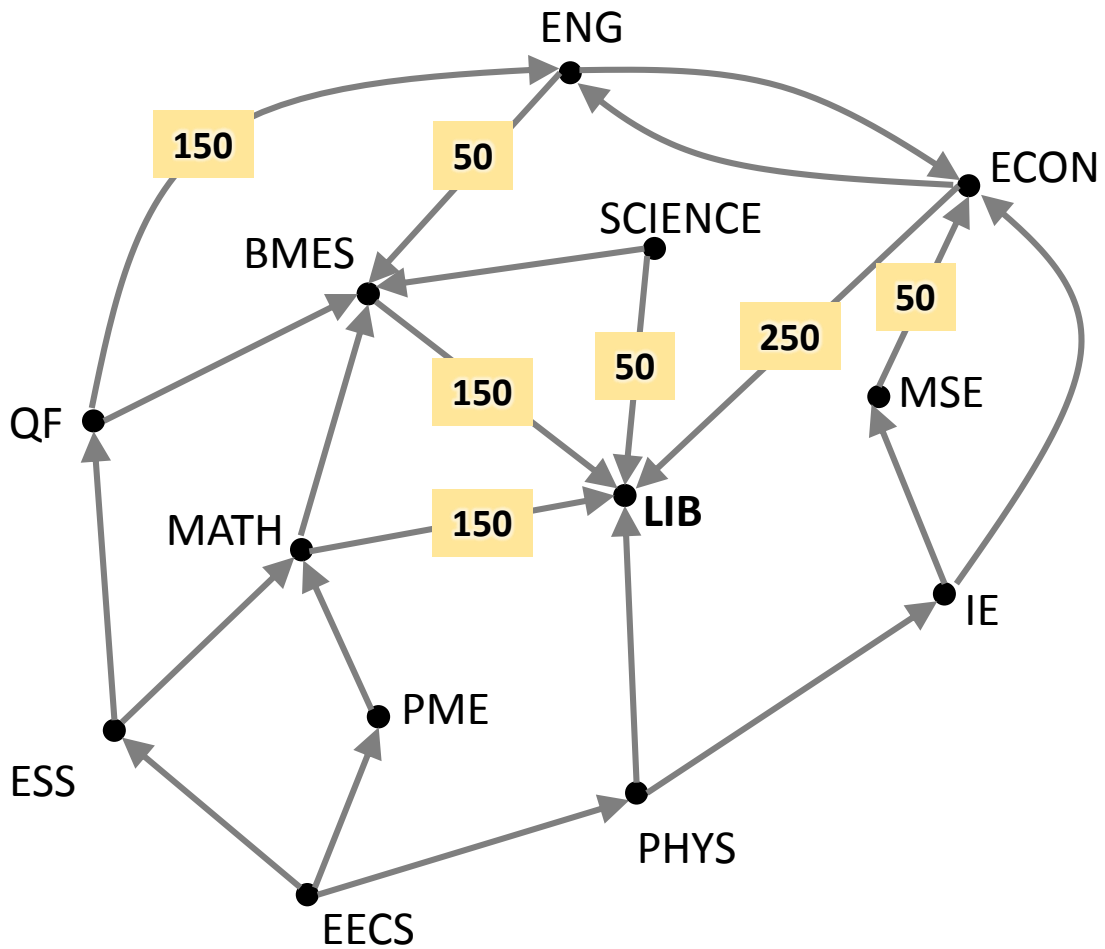 ENG
150
50
ECON
SCIENCE
BMES
50
250
50
150
MSE
QF
LIB
MATH
150
IE
PME
ESS
PHYS
EECS